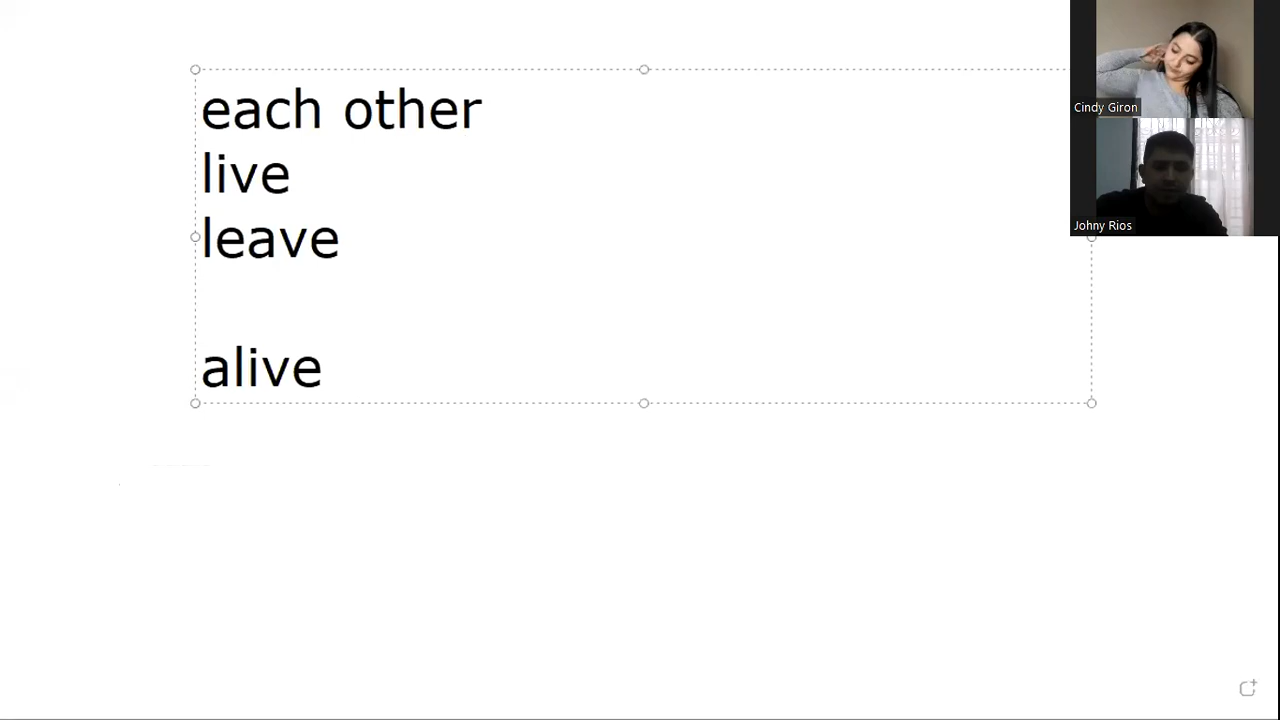 each other
live
leave
alive
Cindy Giron
Johny Rios